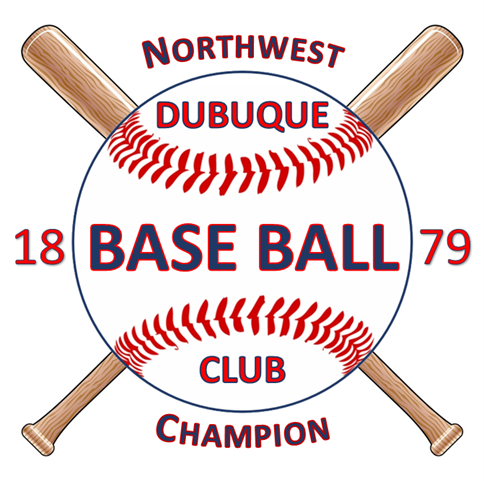 NORTHWEST
DUBUQUE
18 BASE BALL 79
CLUB
CHAMPION